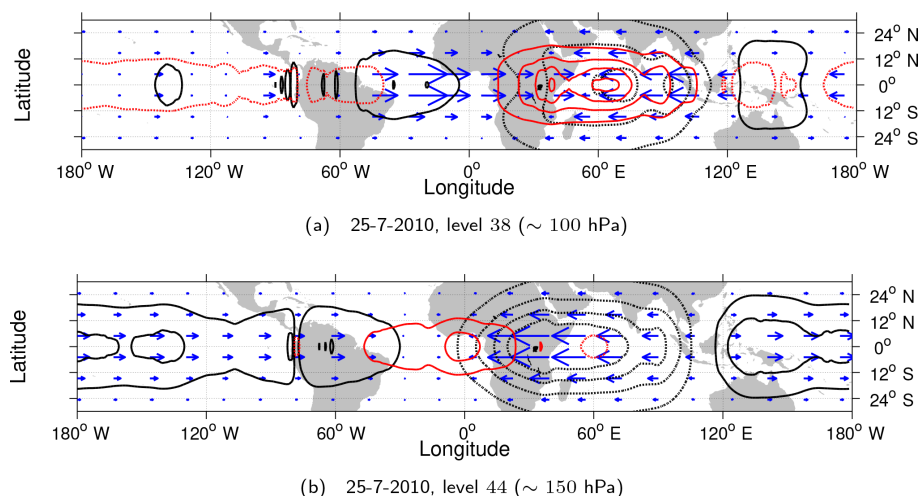 24° N
12° N
0°
12° S
24° S
Latitude
180° W 120° W 60° W 0° 60° E 120° E 180° W
Longitude
(a) 25-7-2010, level 38 (∼ 100 hPa)
24° N
12° N
0°
12° S
24° S
Latitude
180° W 120° W 60° W 0° 60° E 120° E 180° W
Longitude
(b) 25-7-2010, level 44 (∼ 150 hPa)